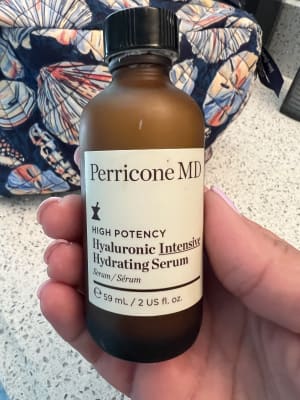 Perricone MD
HIGH POTENCY
Hyaluronic Intensive
Hydrating Serum
Serum / Sérum
℮ 59 mL / 2 US fl. oz.